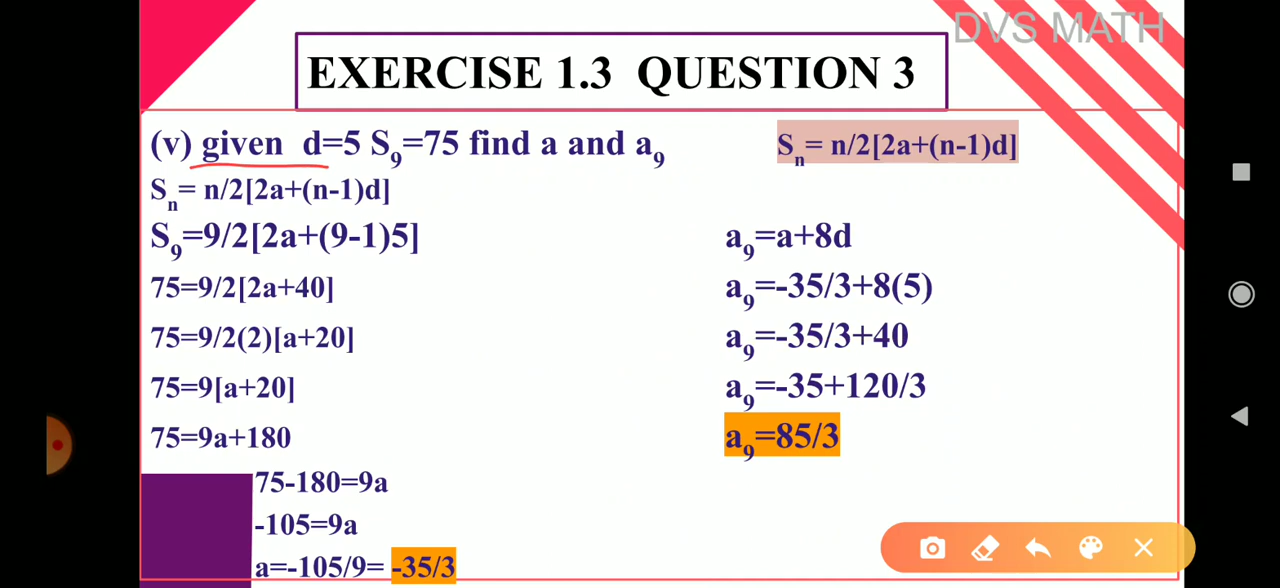 DVS MATH
EXERCISE 1.3 QUESTION 3
(v) given d=5 S₉=75 find a and a₉
Sₙ= n/2[2a+(n-1)d]
Sₙ= n/2[2a+(n-1)d]
S₉=9/2[2a+(9-1)5]
75=9/2[2a+40]
75=9/2(2)[a+20]
75=9[a+20]
75=9a+180
75-180=9a
-105=9a
a=-105/9= -35/3
a₉=a+8d
a₉=-35/3+8(5)
a₉=-35/3+40
a₉=-35+120/3
a₉=85/3